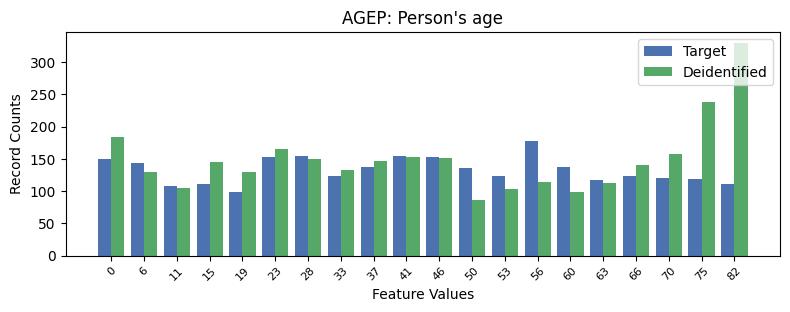 AGEP: Person's age
Record Counts
300
250
200
150
100
50
0
Target
Deidentified
0 6 11 15 19 23 28 33 37 41 46 50 53 56 60 63 66 70 75 82
Feature Values